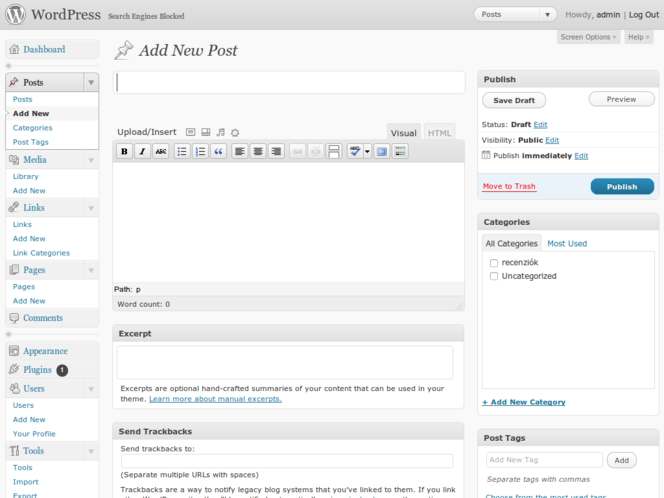 WordPress Search Engines Blocked
Posts
Howdy, admin | Log Out
Screen Options
Help
Dashboard
Posts
Posts
Add New
Categories
Post Tags
Media
Library
Add New
Links
Links
Add New
Link Categories
Pages
Pages
Add New
Comments
Appearance
Plugins 1
Users
Users
Add New
Your Profile
Tools
Tools
Import
Export
Add New Post
Upload/Insert
Visual
HTML
B I ABC
ABC
Path: p
Word count: 0
Excerpt
Excerpts are optional hand-crafted summaries of your content that can be used in your
theme. Learn more about manual excerpts.
Send Trackbacks
Send trackbacks to:
(Separate multiple URLs with spaces)
Trackbacks are a way to notify legacy blog systems that you've linked to them. If you link
Publish
Save Draft
Preview
Status: Draft Edit
Visibility: Public Edit
Publish immediately Edit
Move to Trash
Publish
Categories
All Categories
Most Used
recenziók
Uncategorized
+ Add New Category
Post Tags
Add New Tag
Add
Separate tags with commas
Choose from the most used tags